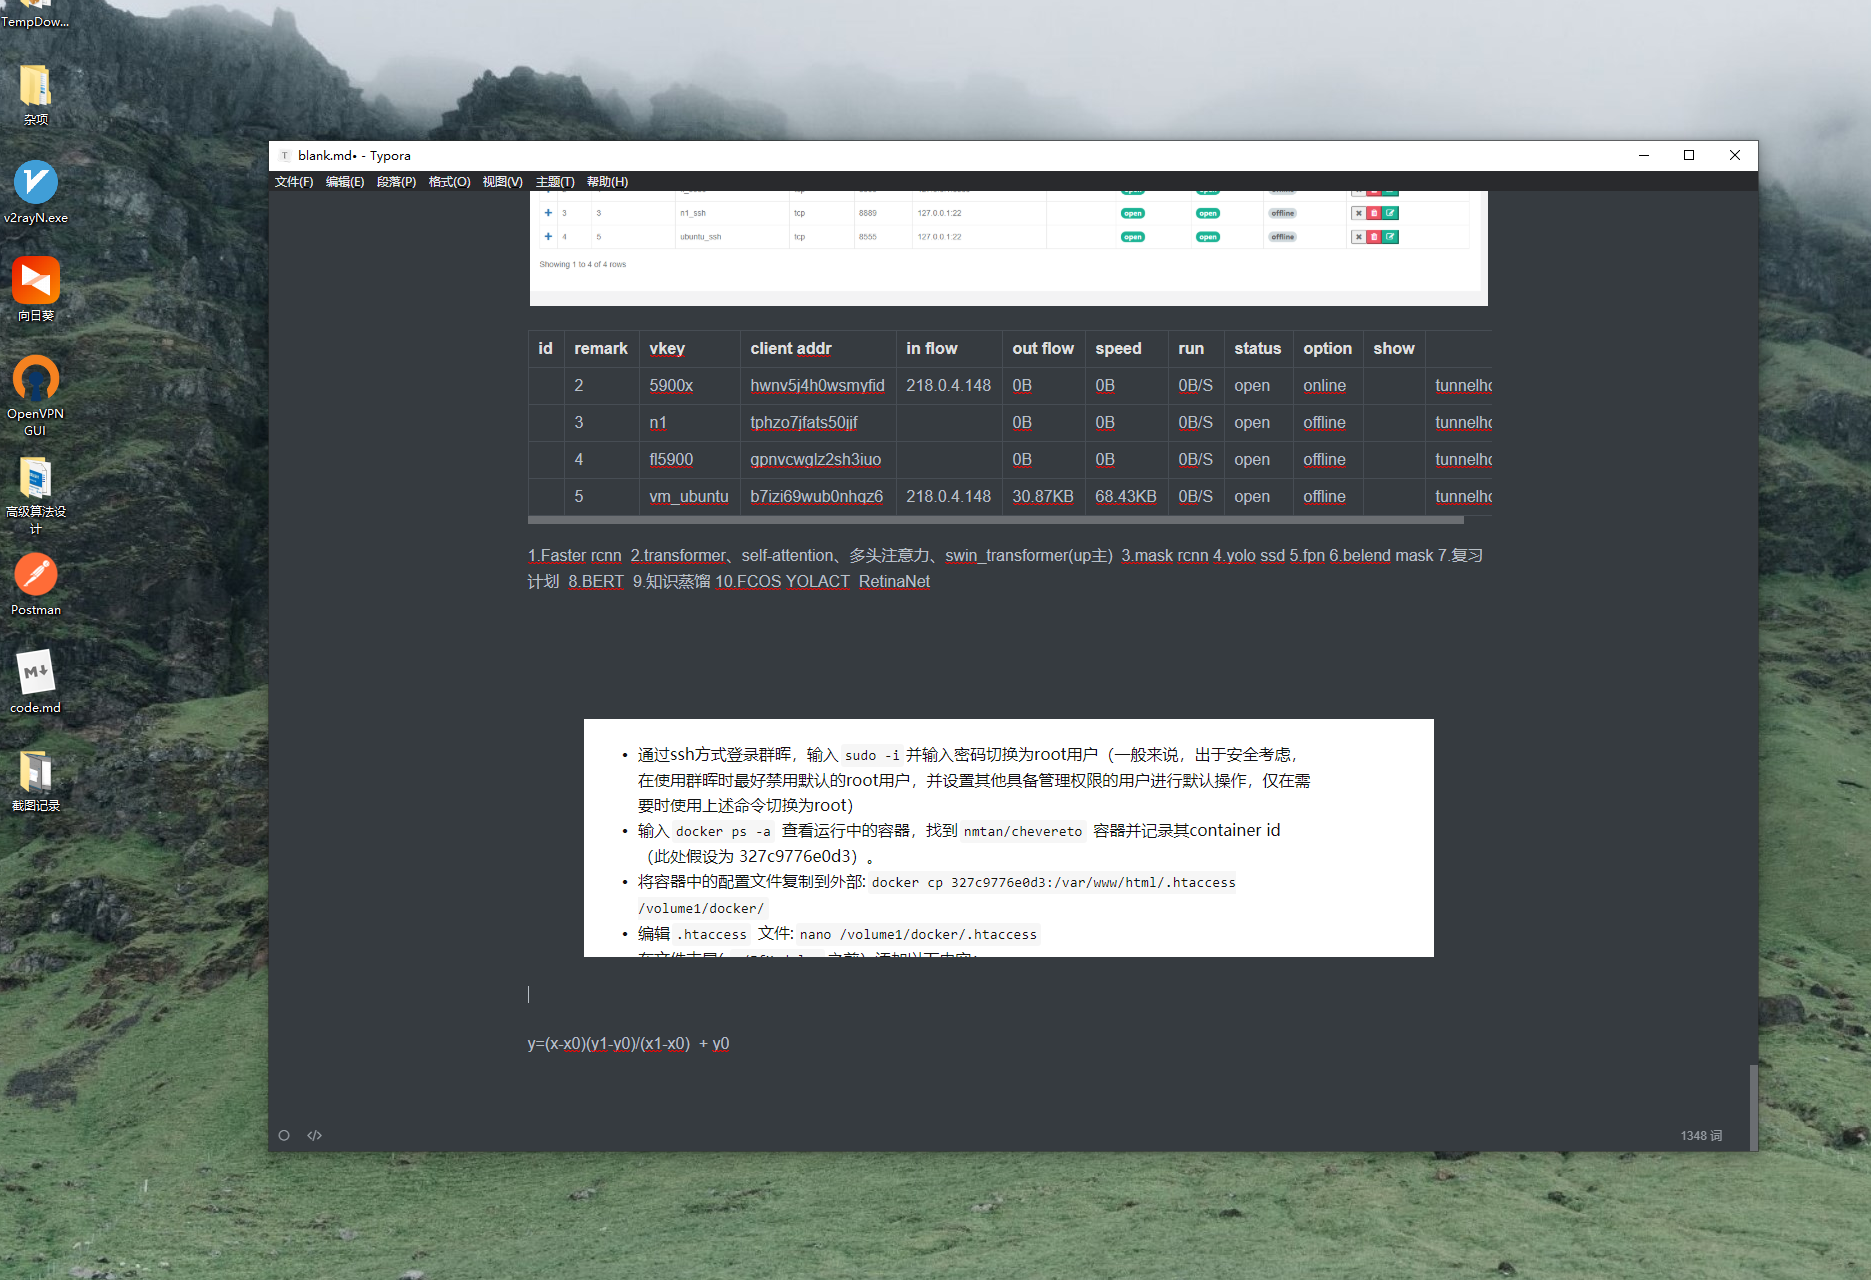 TempDow...
杂项
v2rayN.exe
向日葵
OpenVPN
GUI
高级算法设
计
Postman
code.md
截图记录
blank.md• - Typora
文件(F) 编辑(E) 段落(P) 格式(O) 视图(V) 主题(T) 帮助(H)
3 3 n1_ssh tcp 8889 127.0.0.1:22 open open offline
4 5 ubuntu_ssh tcp 8555 127.0.0.1:22 open open offline
Showing 1 to 4 of 4 rows
id remark vkey client addr in flow out flow speed run status option show
2 5900x hwnv5j4h0wsmyfid 218.0.4.148 0B 0B 0B/S open online tunnelhc
3 n1 tphzo7jfats50jjf 0B 0B 0B/S open offline tunnelhc
4 fl5900 gpnvcwglz2sh3iuo 0B 0B 0B/S open offline tunnelhc
5 vm_ubuntu b7izi69wub0nhqz6 218.0.4.148 30.87KB 68.43KB 0B/S open offline tunnelhc
1.Faster rcnn 2.transformer、self-attention、多头注意力、swin_transformer(up主) 3.mask rcnn 4.yolo ssd 5.fpn 6.belend mask 7.复习
计划 8.BERT 9.知识蒸馏 10.FCOS YOLACT RetinaNet
• 通过ssh方式登录群晖，输入 sudo -i 并输入密码切换为root用户（一般来说，出于安全考虑，
在使用群晖时最好禁用默认的root用户，并设置其他具备管理权限的用户进行默认操作，仅在需
要时使用上述命令切换为root）
• 输入 docker ps -a 查看运行中的容器，找到 nmtan/chevereto 容器并记录其container id
（此处假设为 327c9776e0d3）。
• 将容器中的配置文件复制到外部: docker cp 327c9776e0d3:/var/www/html/.htaccess
/volume1/docker/
• 编辑 .htaccess 文件: nano /volume1/docker/.htaccess
y=(x-x0)(y1-y0)/(x1-x0) + y0
1348 词